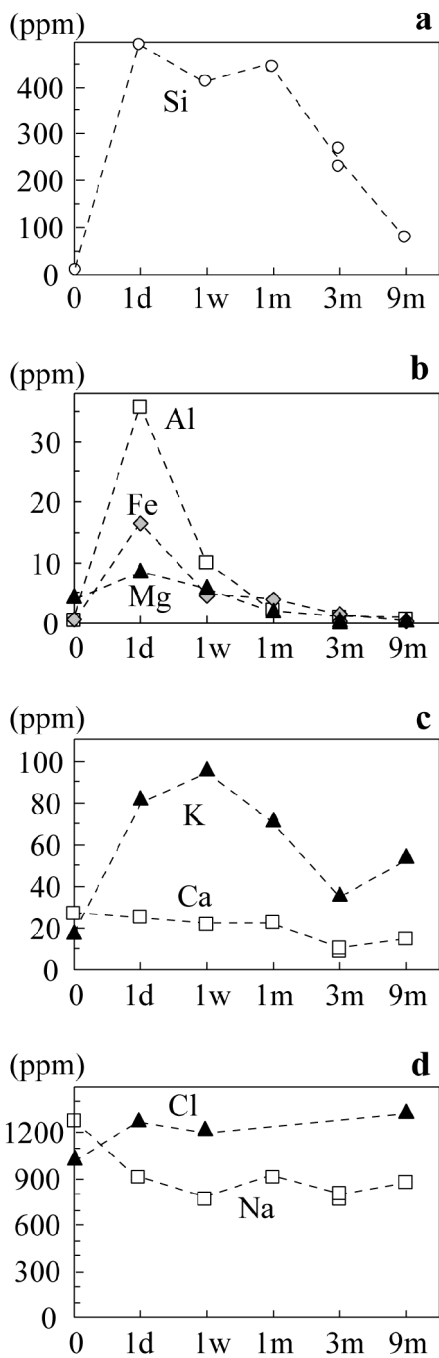 (ppm) a
400
300
200
100
0
Si
0 1d 1w 1m 3m 9m
(ppm) b
30
20
10
0
Al
Fe
Mg
0 1d 1w 1m 3m 9m
(ppm) c
100
80
60
40
20
0
K
Ca
0 1d 1w 1m 3m 9m
(ppm) d
1200
900
600
300
0
Cl
Na
0 1d 1w 1m 3m 9m